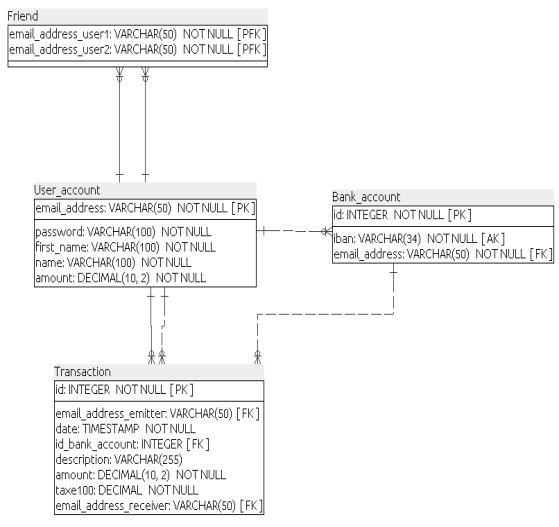 Friend
email_address_user1: VARCHAR(50) NOT NULL [ PFK ]
email_address_user2: VARCHAR(50) NOT NULL [ PFK ]
User_account
email_address: VARCHAR(50) NOT NULL [ PK ]
password: VARCHAR(100) NOT NULL
first_name: VARCHAR(100) NOT NULL
name: VARCHAR(100) NOT NULL
amount: DECIMAL(10, 2) NOT NULL
Bank_account
id: INTEGER NOT NULL [ PK ]
iban: VARCHAR(34) NOT NULL [ AK ]
email_address: VARCHAR(50) NOT NULL [ FK ]
Transaction
id: INTEGER NOT NULL [ PK ]
email_address_emitter: VARCHAR(50) [ FK ]
date: TIMESTAMP NOT NULL
id_bank_account: INTEGER [ FK ]
description: VARCHAR(255)
amount: DECIMAL(10, 2) NOT NULL
taxe100: DECIMAL NOT NULL
email_address_receiver: VARCHAR(50) [ FK ]